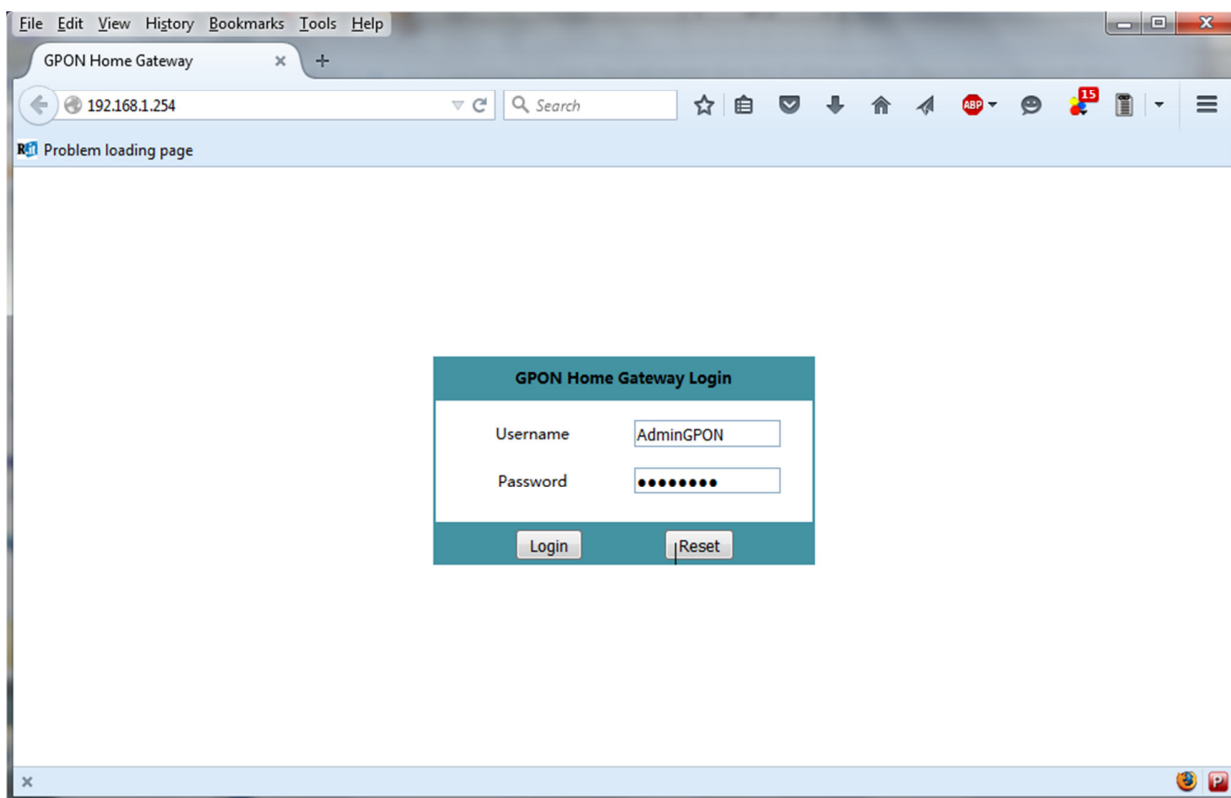 File Edit View History Bookmarks Tools Help
GPON Home Gateway
192.168.1.254
Search
ABP
15
Problem loading page
GPON Home Gateway Login
Username AdminGPON
Password ••••••••
Login Reset